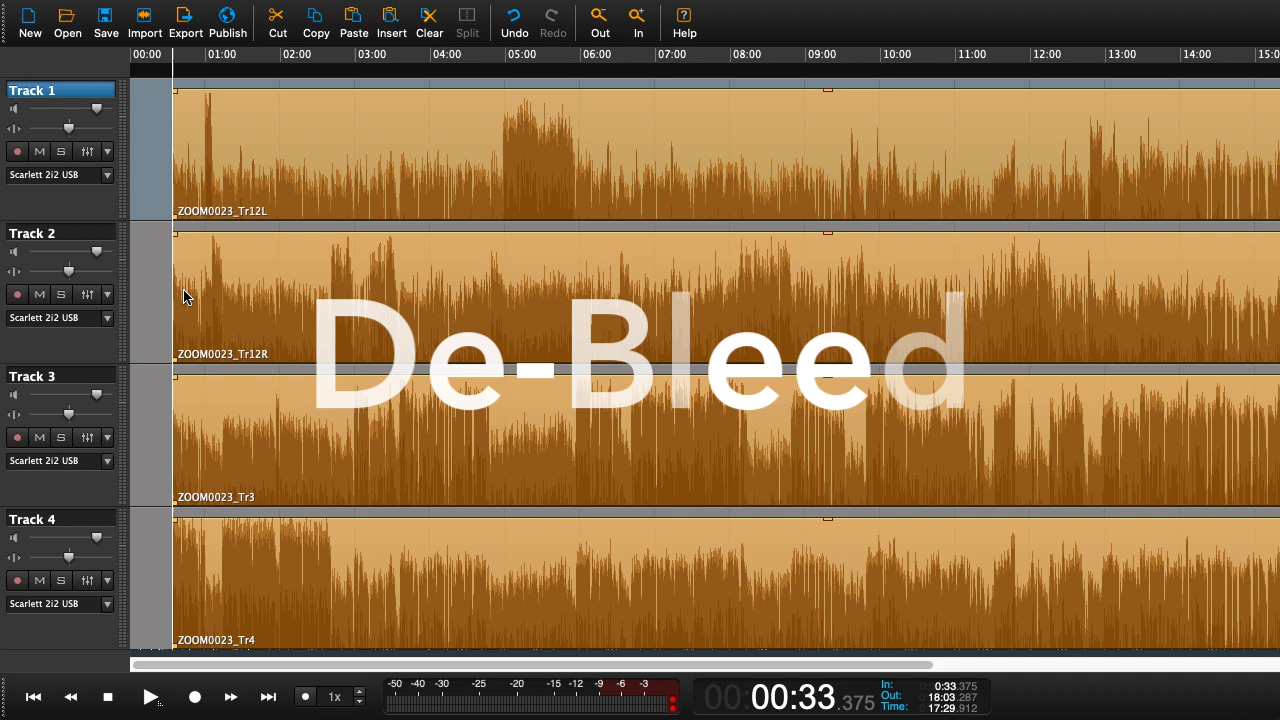 New Open Save Import Export Publish Cut Copy Paste Insert Clear Split Undo Redo Out In Help
00:00 01:00 02:00 03:00 04:00 05:00 06:00 07:00 08:00 09:00 10:00 11:00 12:00 13:00 14:00 15:0
Track 1
M S
Scarlett 2i2 USB
ZOOM0023_Tr12L
Track 2
M S
Scarlett 2i2 USB
ZOOM0023_Tr12R
De-Bleed
Track 3
M S
Scarlett 2i2 USB
ZOOM0023_Tr3
Track 4
M S
Scarlett 2i2 USB
ZOOM0023_Tr4
1x
-50 -40 -30 -25 -20 -15 -12 -9 -6 -3
00:00:33.375
In: 0:33.375
Out: 18:03.287
Time: 17:29.912